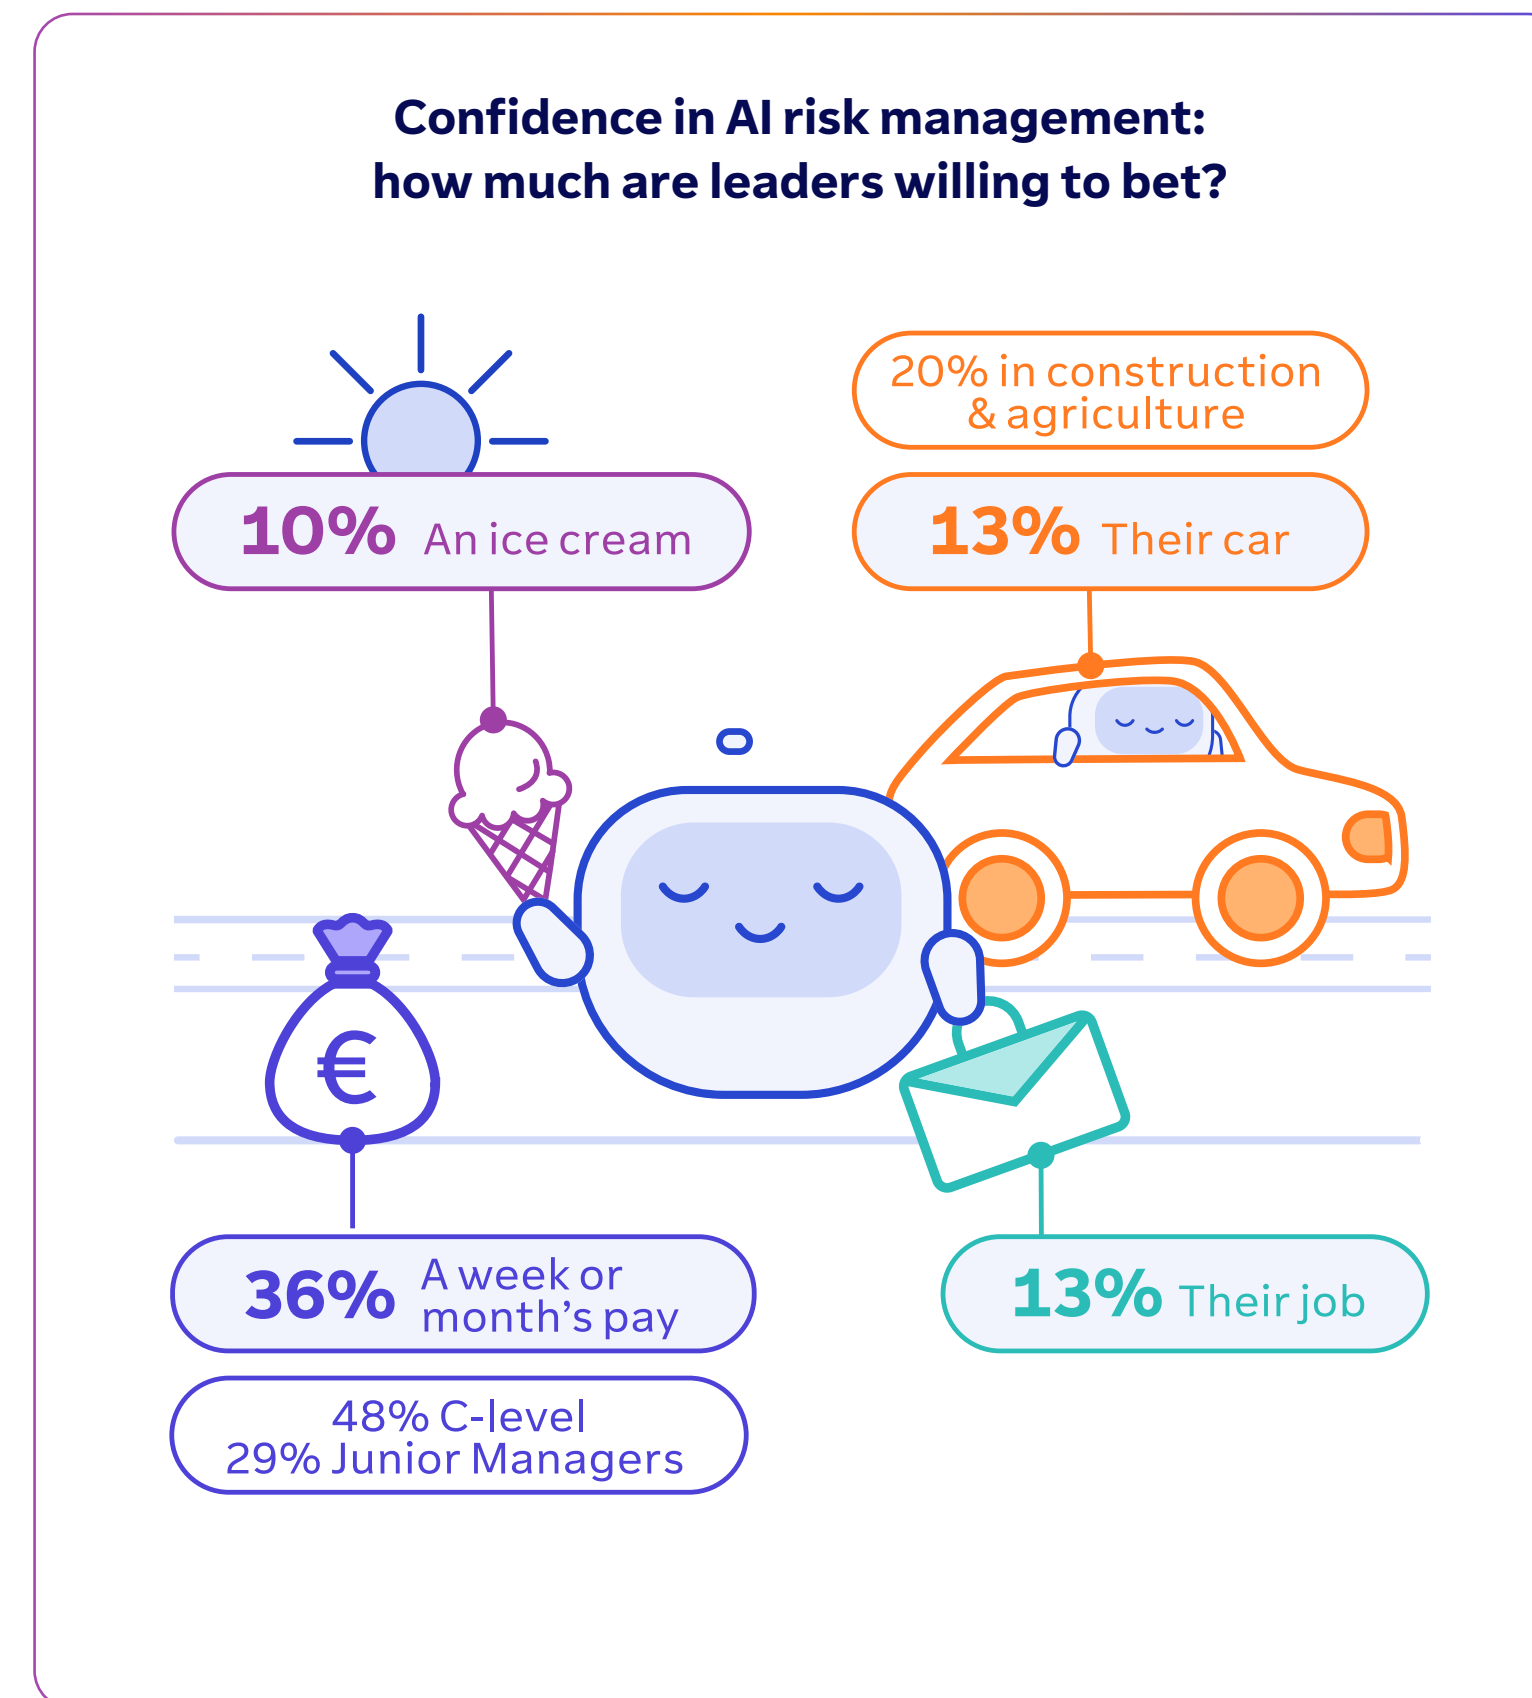 Confidence in AI risk management:
how much are leaders willing to bet?
10% An ice cream
20% in construction
& agriculture
13% Their car
€
36% A week or
month’s pay
48% C-level
29% Junior Managers
13% Their job